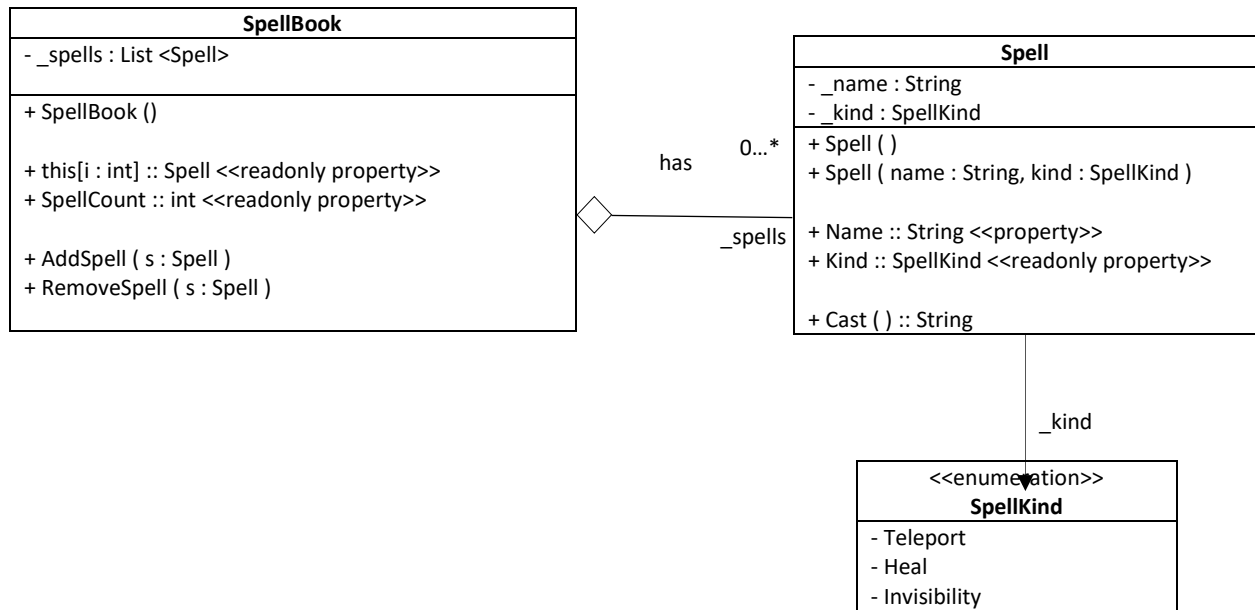 SpellBook
- _spells : List <Spell>
+ SpellBook ()
+ this[i : int] :: Spell <<readonly property>>
+ SpellCount :: int <<readonly property>>
+ AddSpell ( s : Spell )
+ RemoveSpell ( s : Spell )
has
0...*
_spells
Spell
- _name : String
- _kind : SpellKind
+ Spell ( )
+ Spell ( name : String, kind : SpellKind )
+ Name :: String <<property>>
+ Kind :: SpellKind <<readonly property>>
+ Cast ( ) :: String
_kind
<<enumeration>>
SpellKind
- Teleport
- Heal
- Invisibility